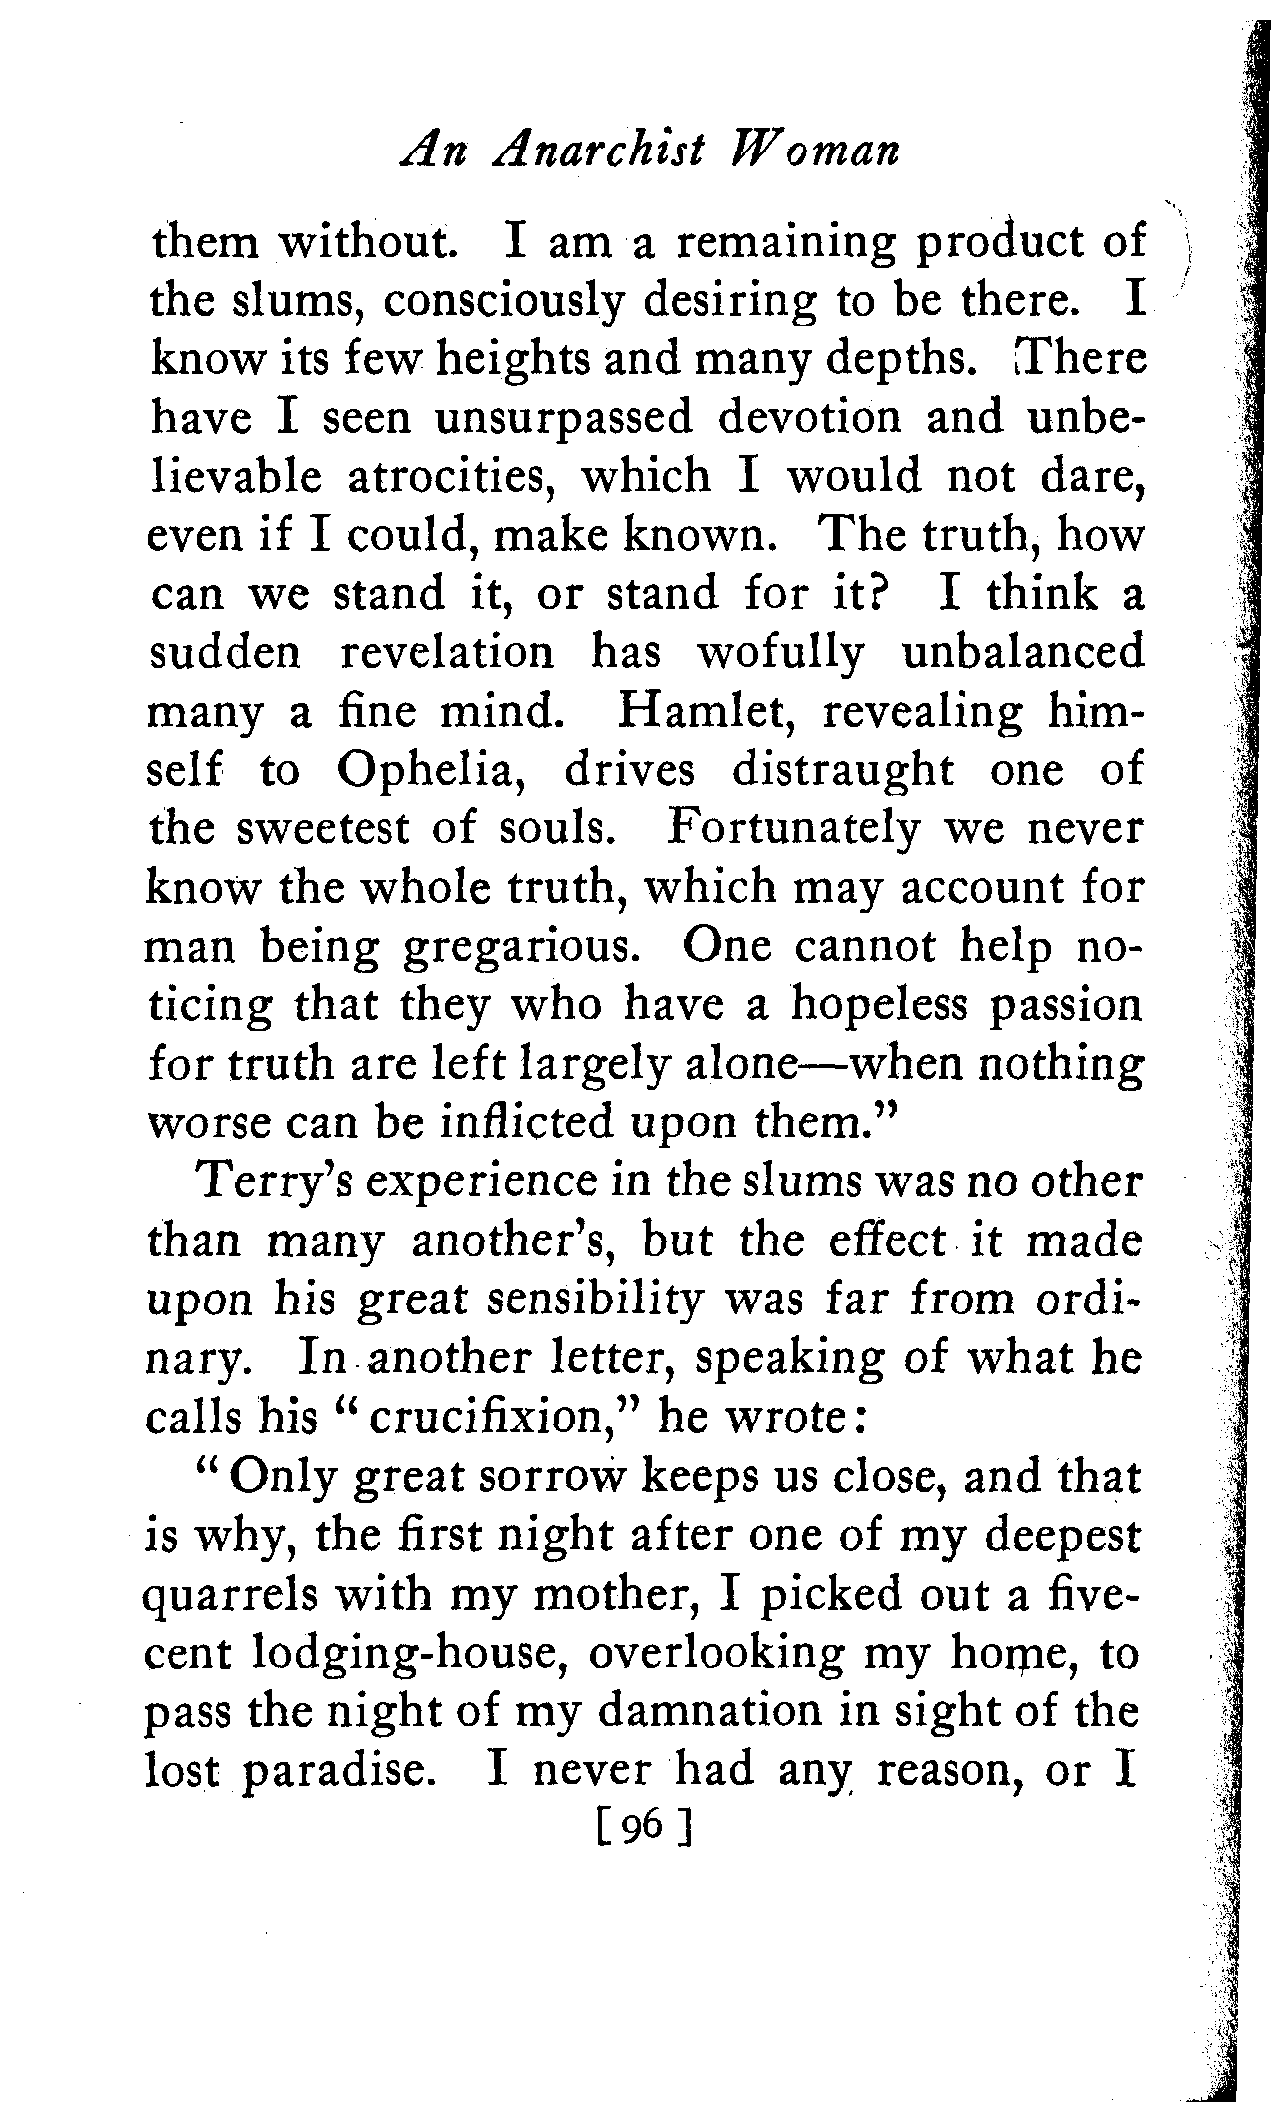 An Anarchist Woman
them without. I am a remaining product of
the slums, consciously desiring to be there. I
know its few heights and many depths. There
have I seen unsurpassed devotion and unbe-
lievable atrocities, which I would not dare,
even if I could, make known. The truth, how
can we stand it, or stand for it? I think a
sudden revelation has wofully unbalanced
many a fine mind. Hamlet, revealing him-
self to Ophelia, drives distraught one of
the sweetest of souls. Fortunately we never
know the whole truth, which may account for
man being gregarious. One cannot help no-
ticing that they who have a hopeless passion
for truth are left largely alone—when nothing
worse can be inflicted upon them."
Terry's experience in the slums was no other
than many another's, but the effect it made
upon his great sensibility was far from ordi-
nary. In another letter, speaking of what he
calls his "crucifixion," he wrote:
"Only great sorrow keeps us close, and that
is why, the first night after one of my deepest
quarrels with my mother, I picked out a five-
cent lodging-house, overlooking my home, to
pass the night of my damnation in sight of the
lost paradise. I never had any reason, or I
[96]